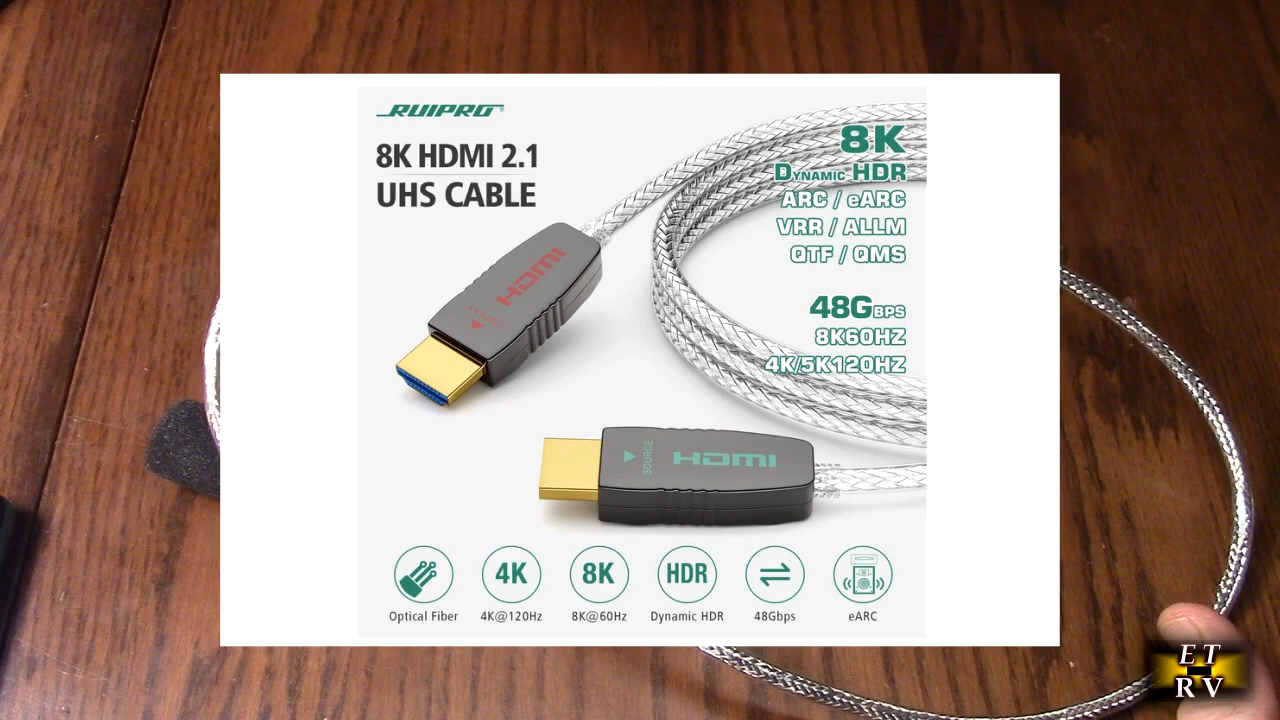 RUIPRO®
8K HDMI 2.1
UHS CABLE
8K
DYNAMIC HDR
ARC / eARC
VRR / ALLM
QTF / QMS
48GBPS
8K60HZ
4K/5K120HZ
HDMI
DISPLAY
SOURCE
HDMI
4K
8K
HDR
Optical Fiber
4K@120Hz
8K@60Hz
Dynamic HDR
48Gbps
eARC
ET
RV